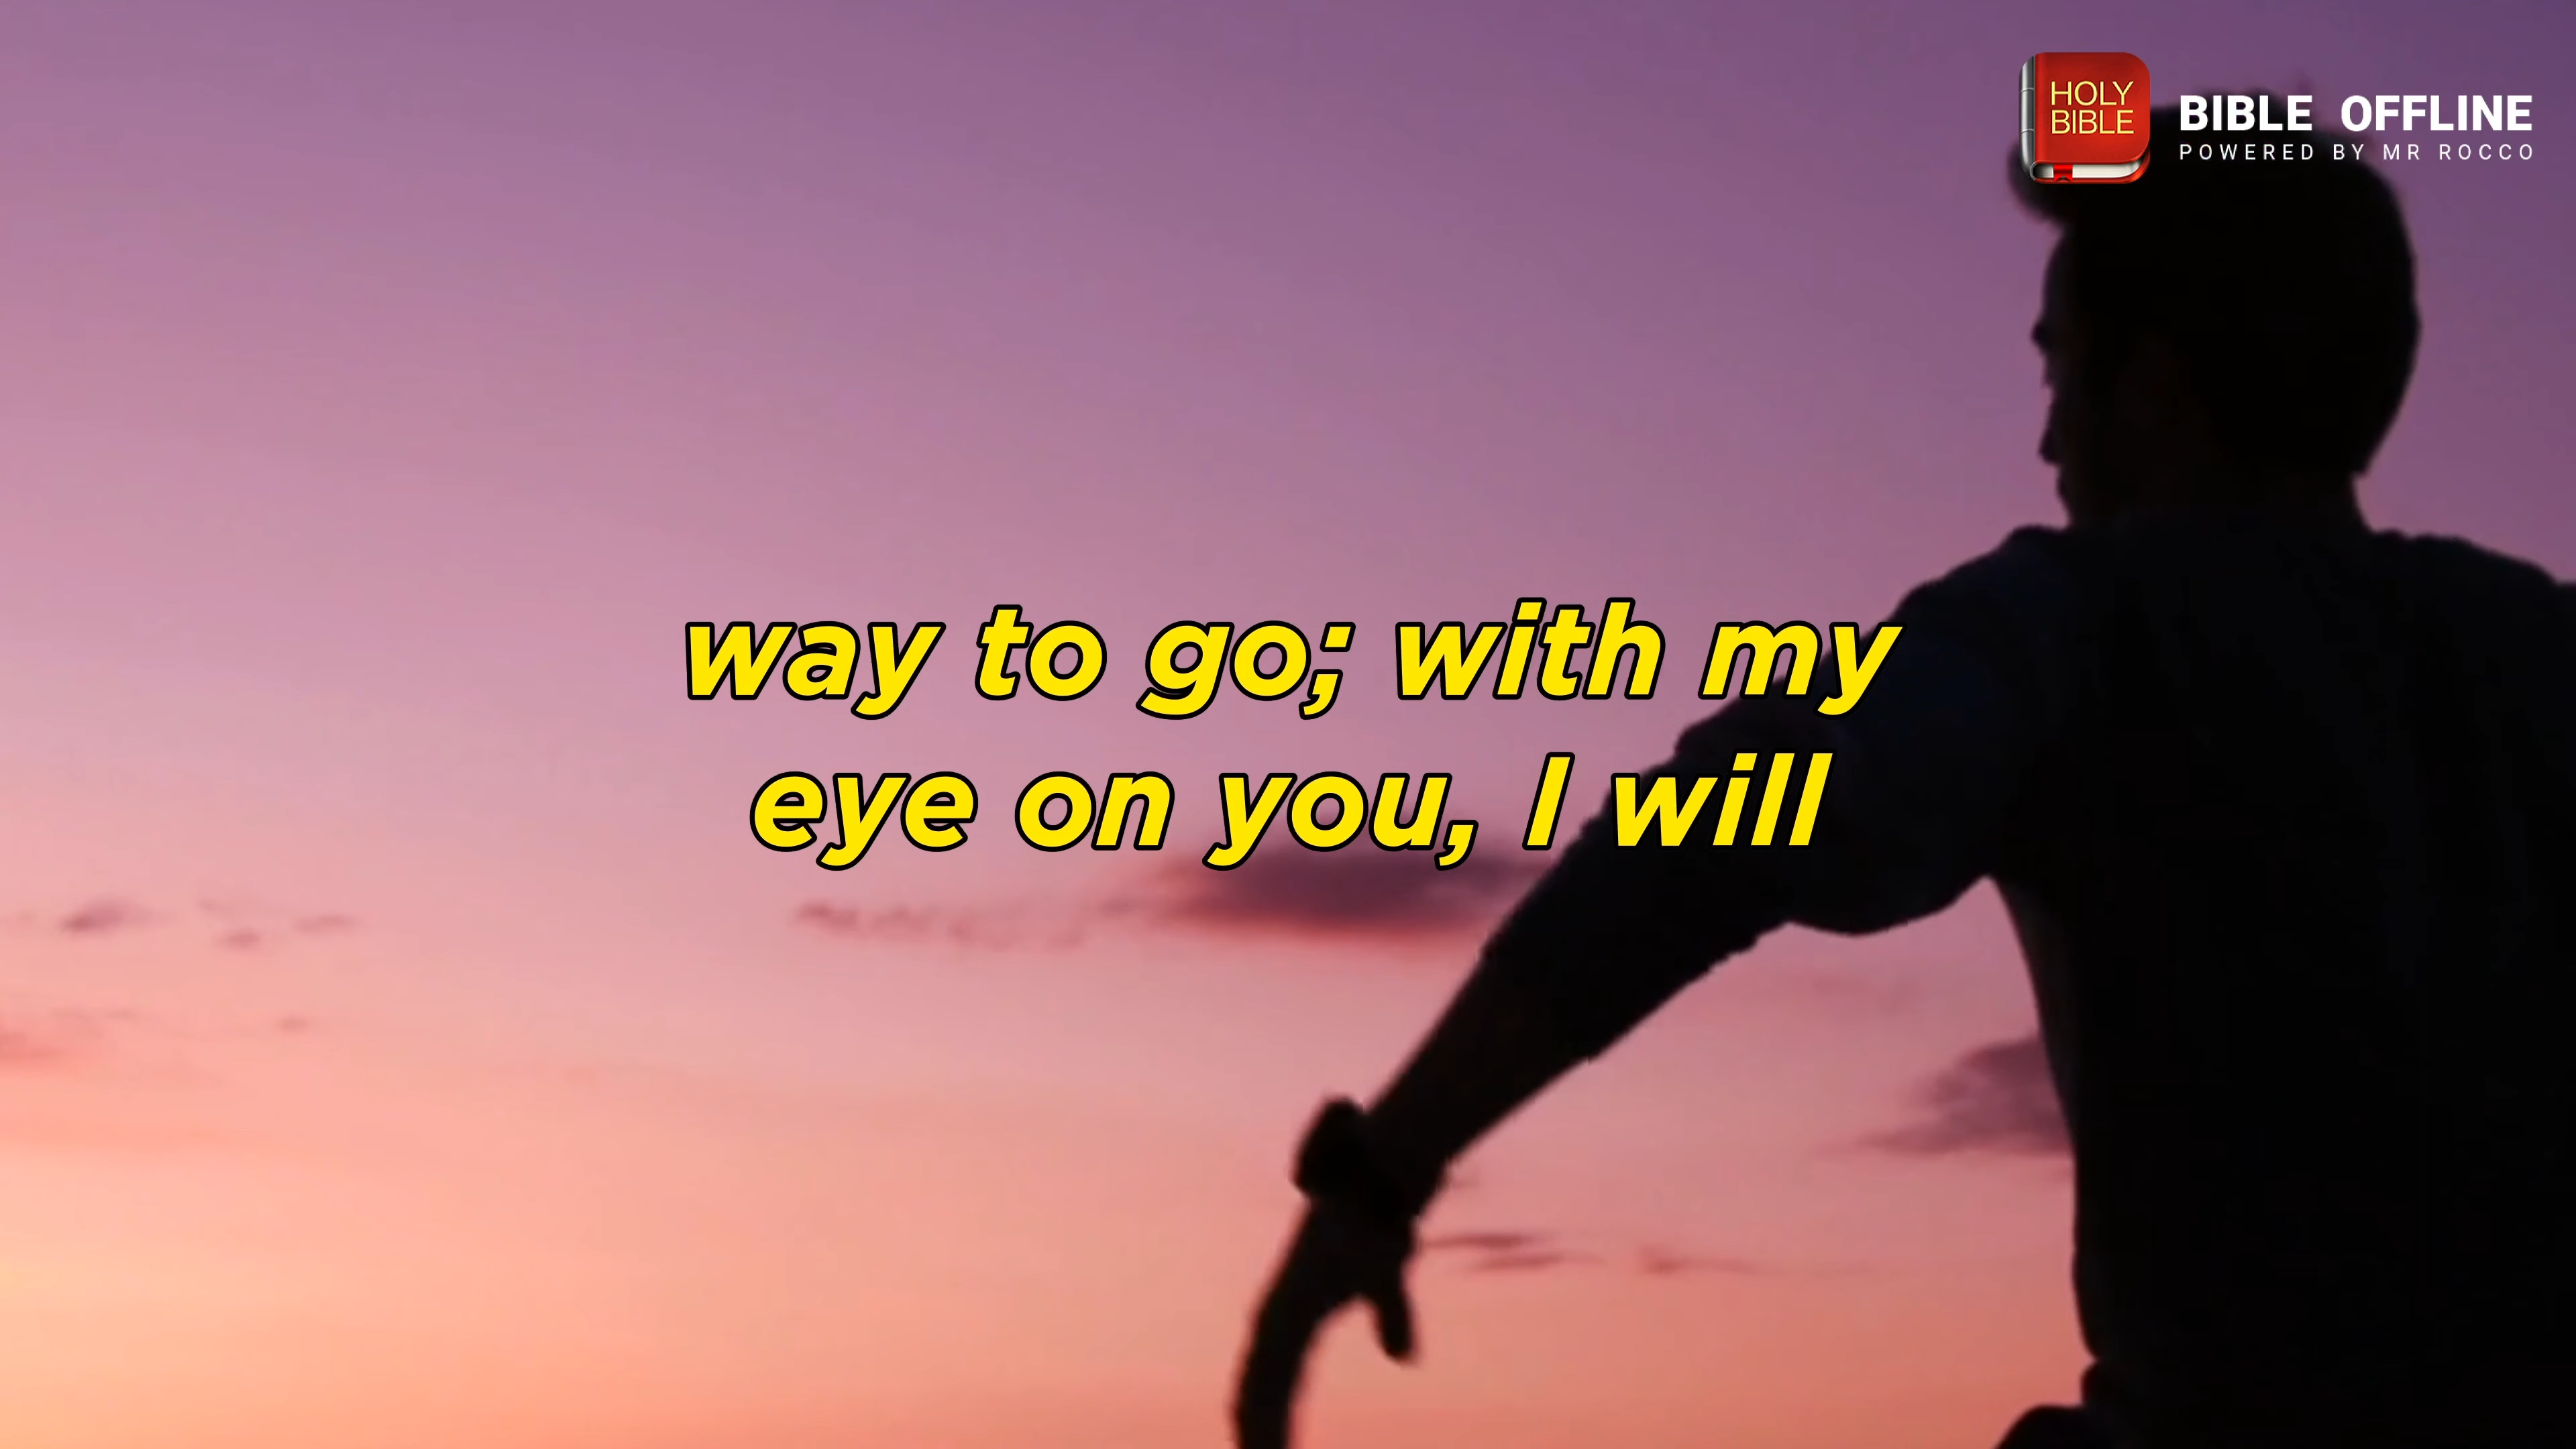 HOLY
BIBLE
BIBLE OFFLINE
POWERED BY MR ROCCO
way to go; with my
eye on you, I will